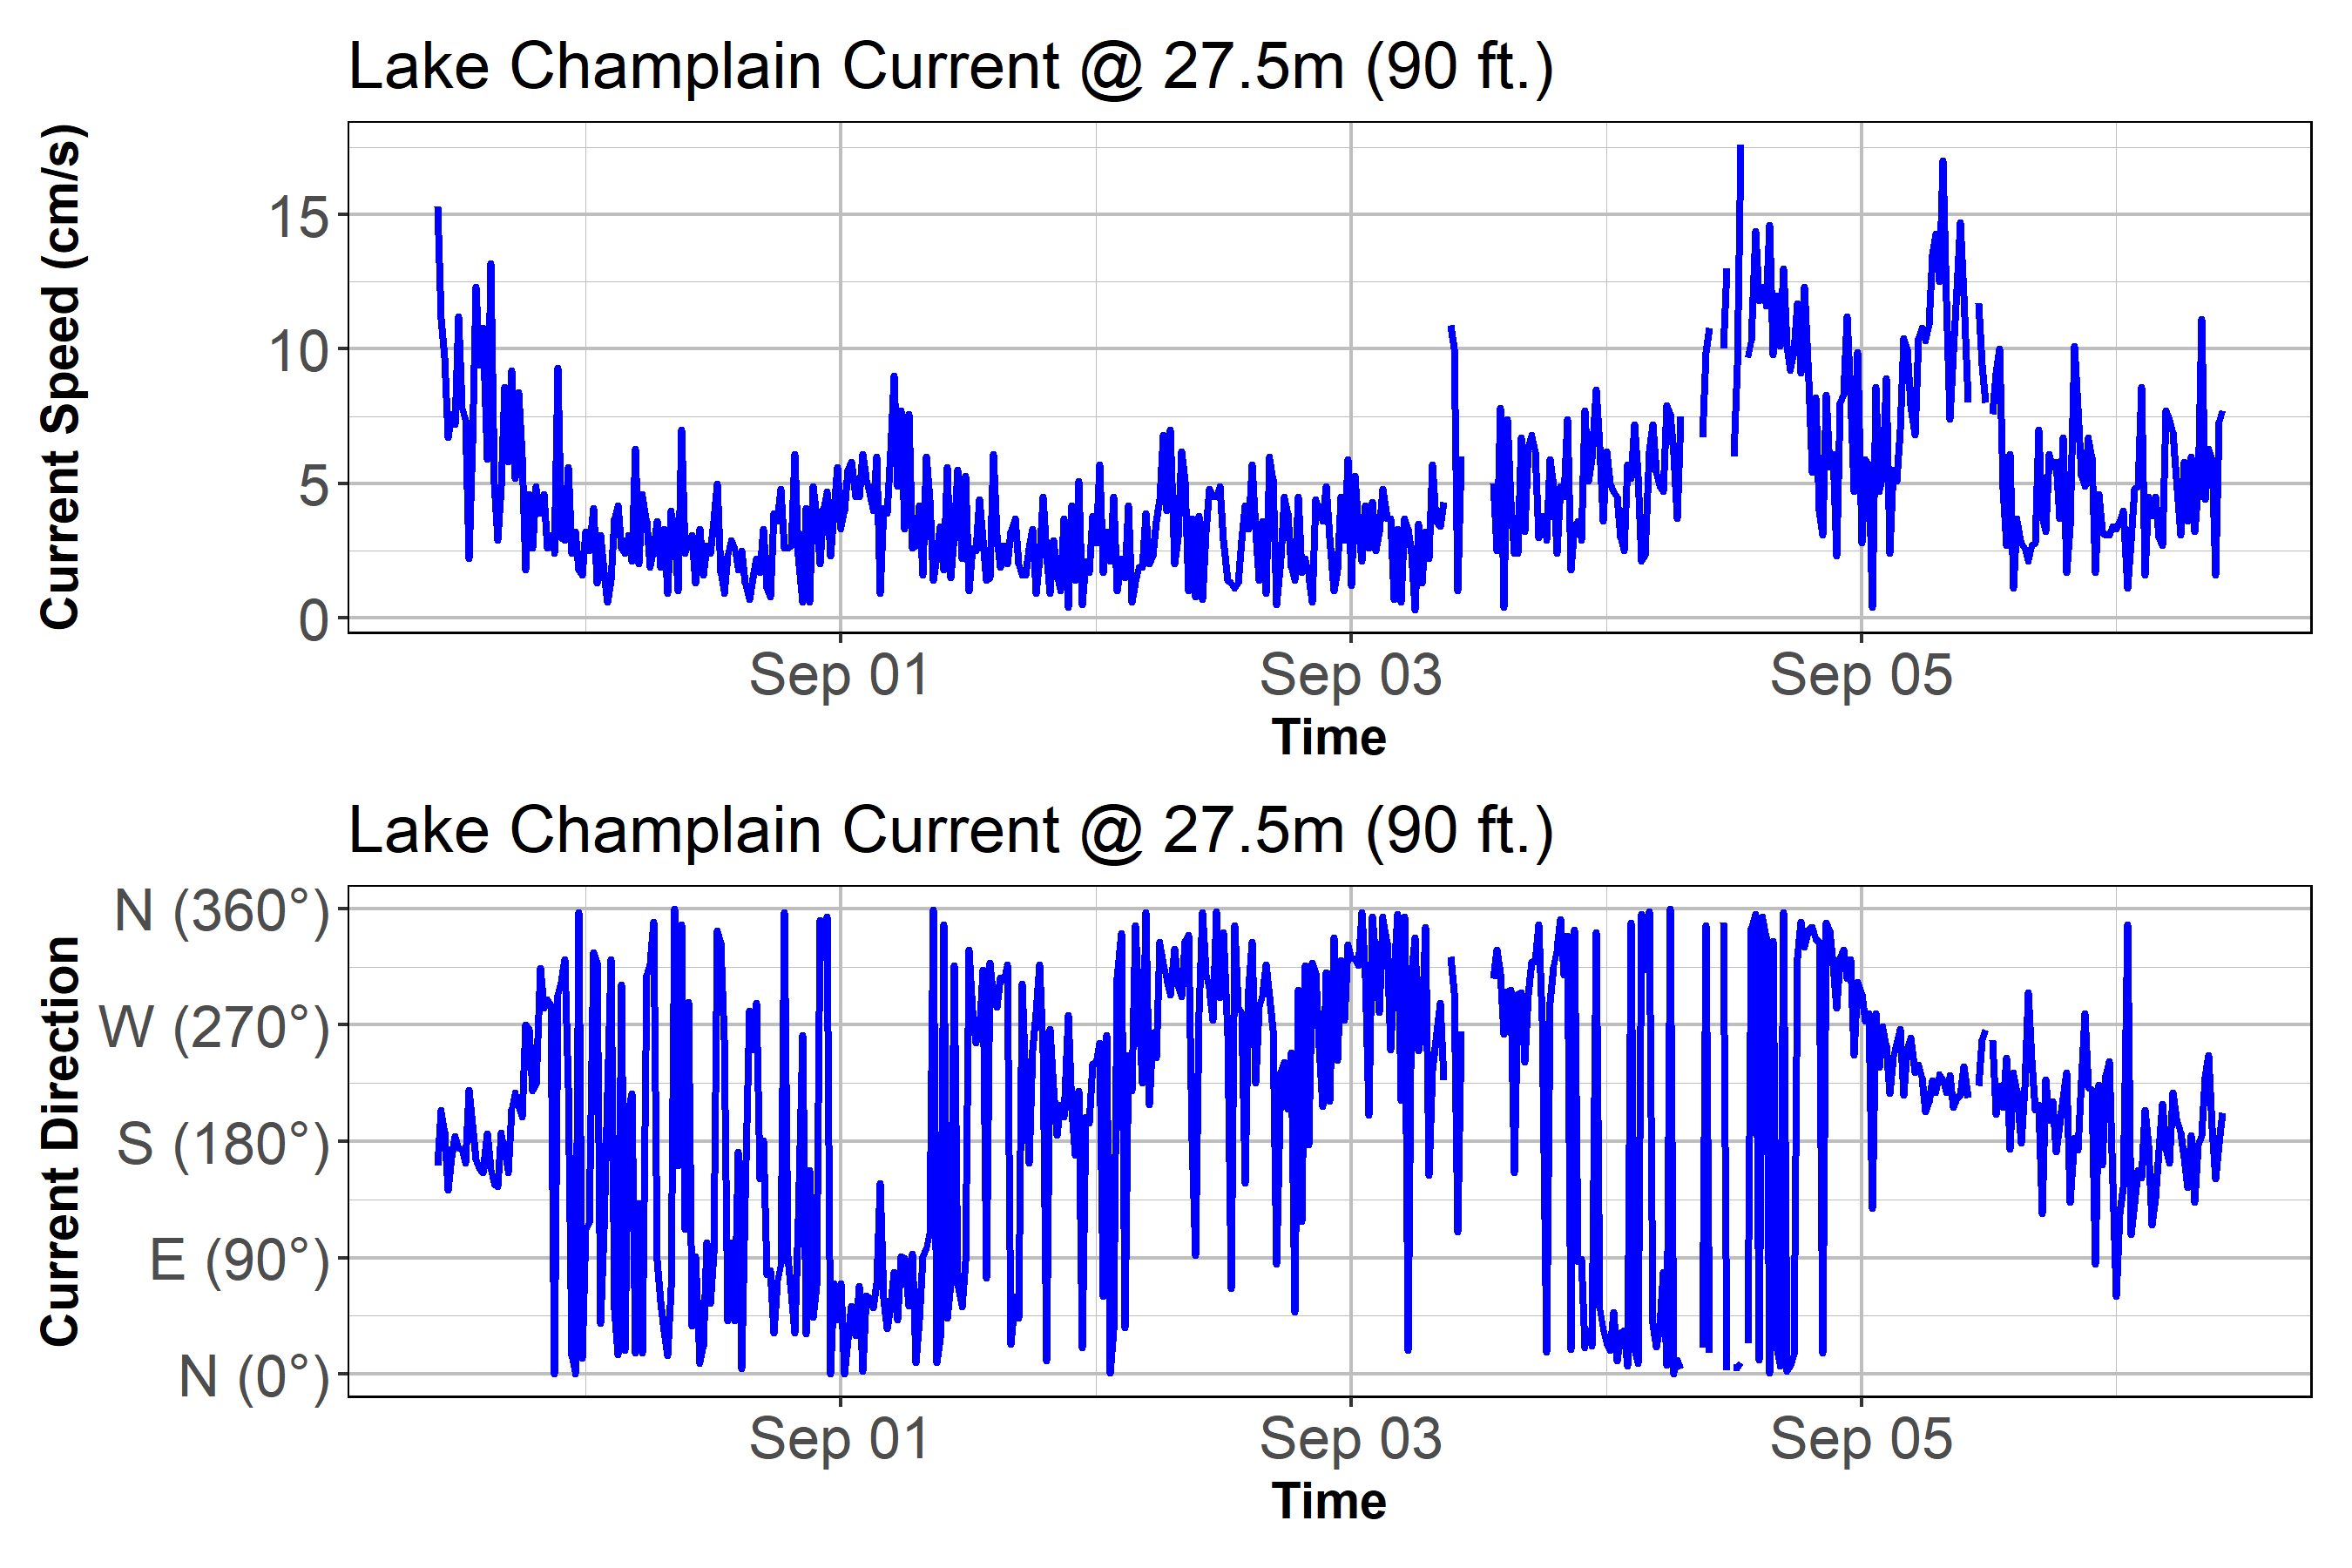 Lake Champlain Current @ 27.5m (90 ft.)
Current Speed (cm/s)
15
10
5
0
Sep 01 Sep 03 Sep 05
Time
Lake Champlain Current @ 27.5m (90 ft.)
Current Direction
N (360°)
W (270°)
S (180°)
E (90°)
N (0°)
Sep 01 Sep 03 Sep 05
Time